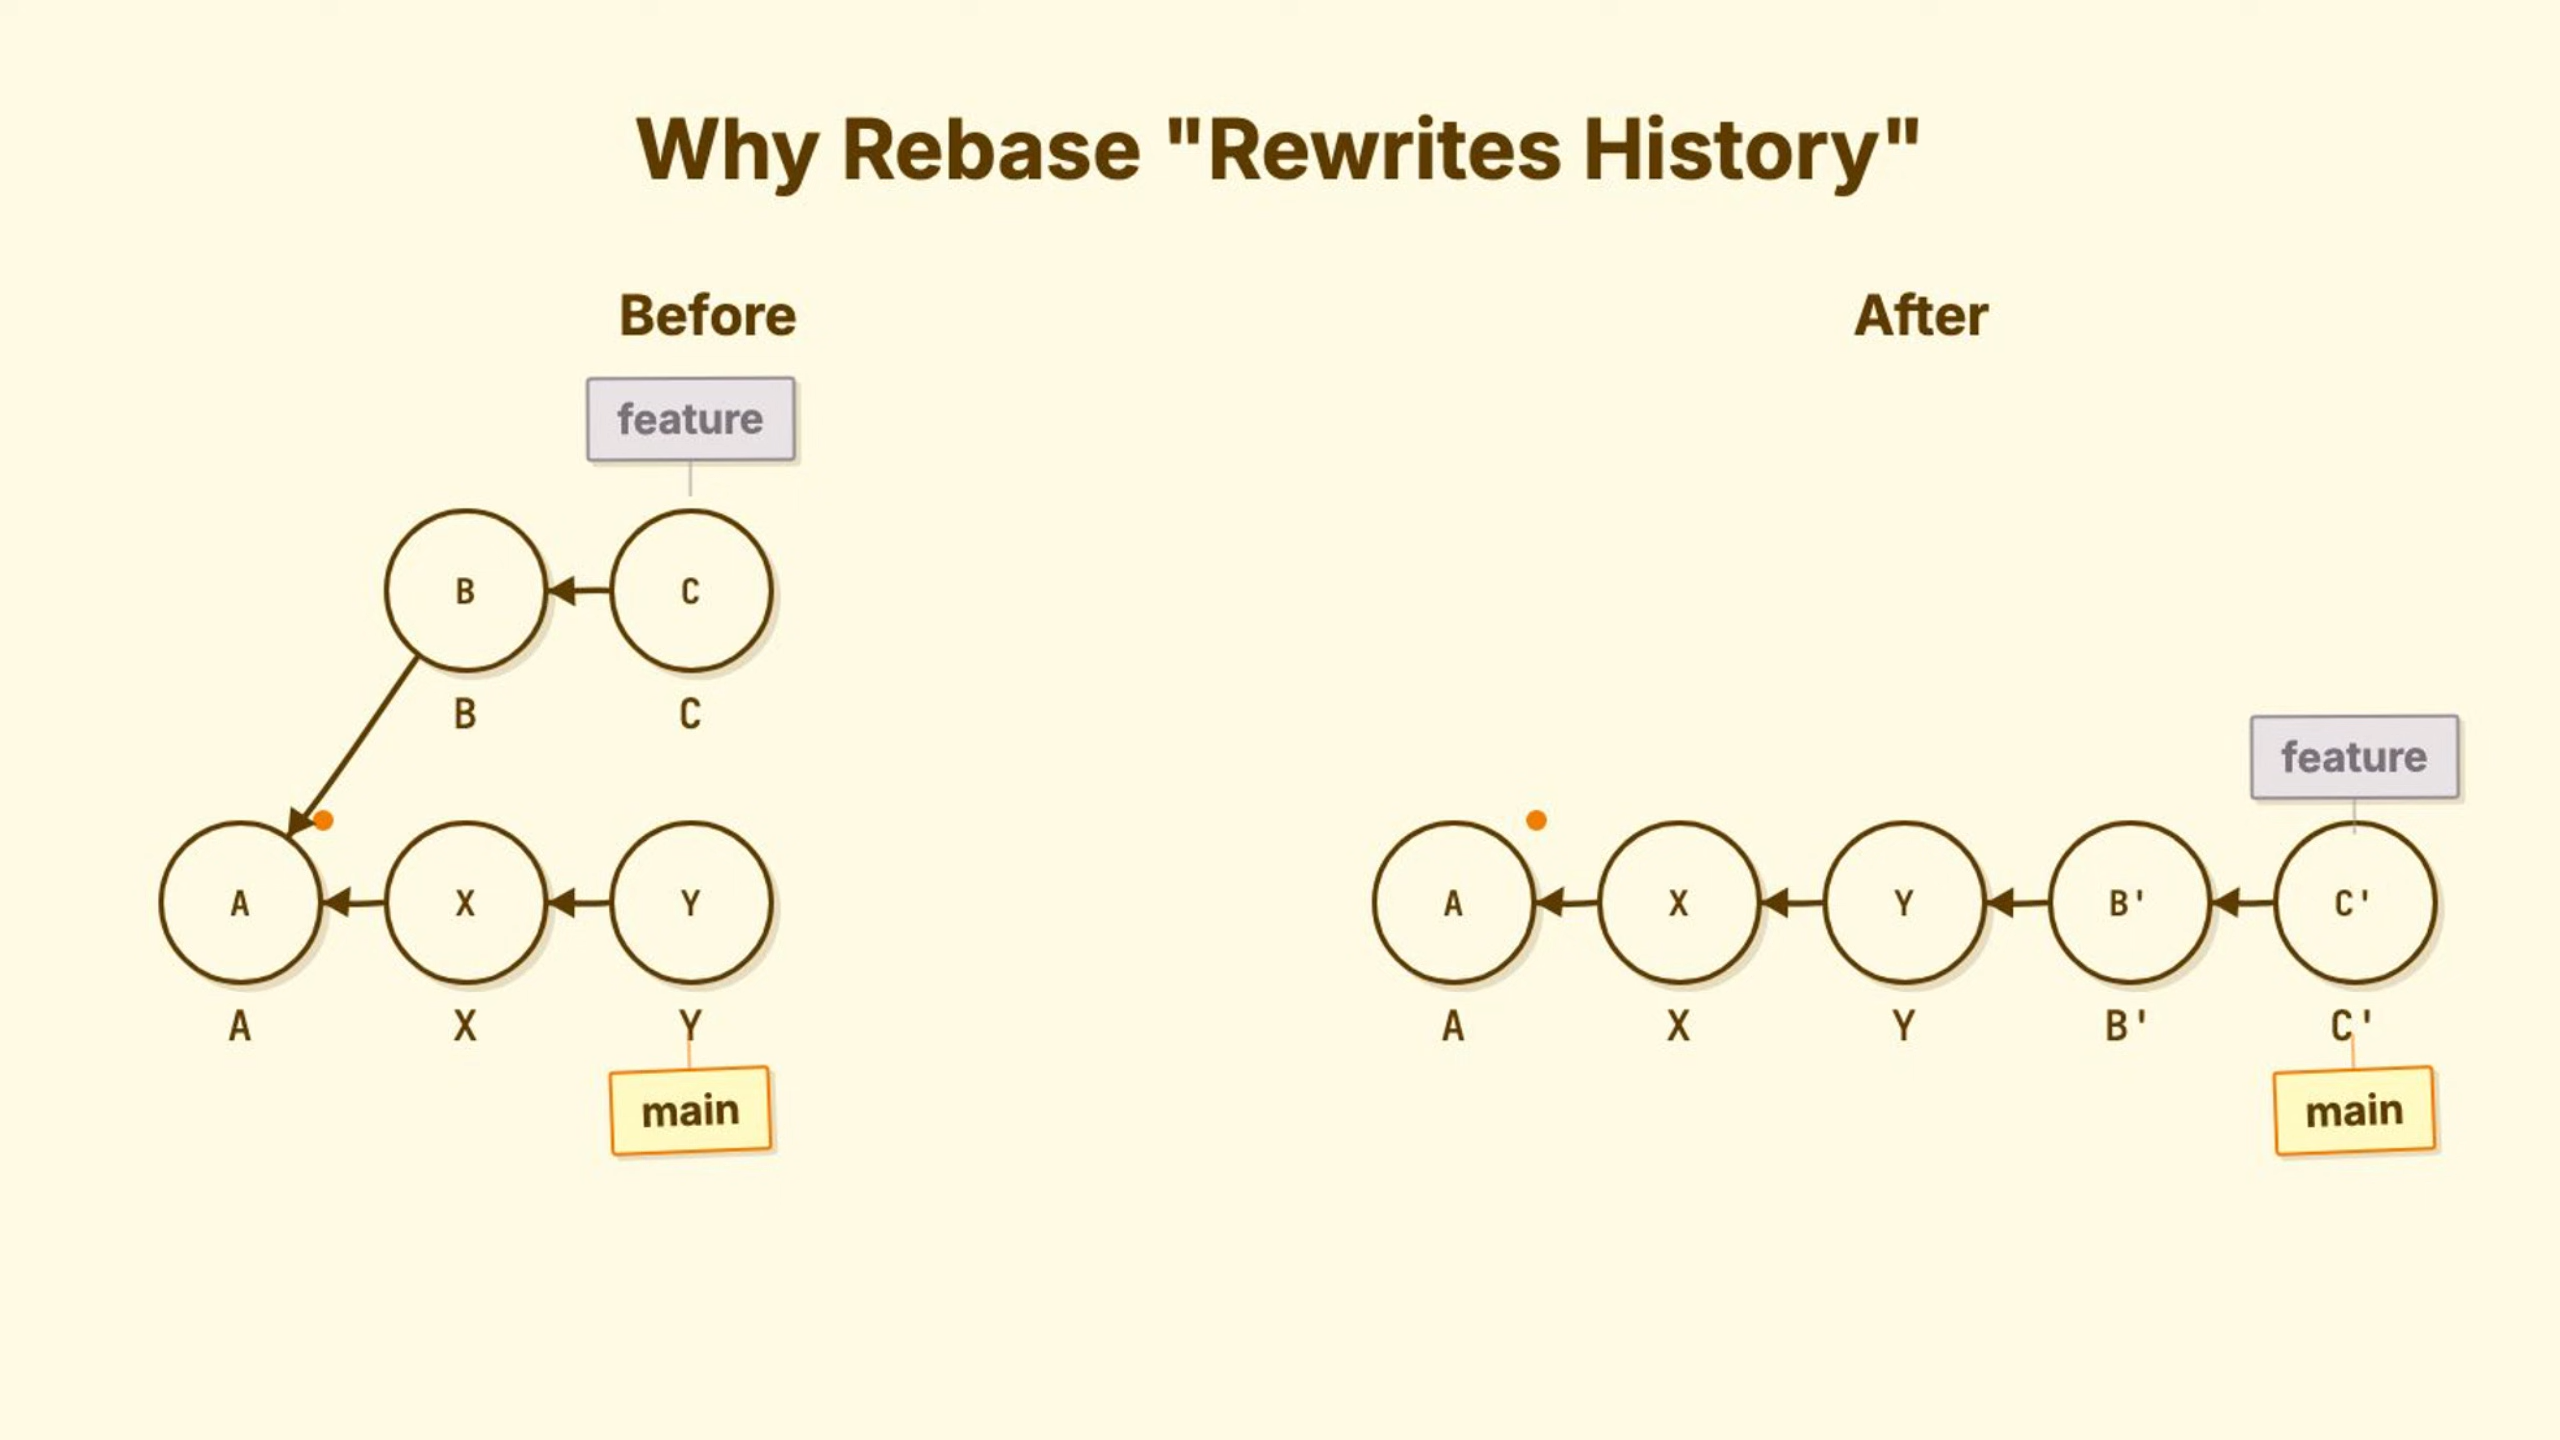 Why Rebase "Rewrites History"
Before
feature
B
C
B
C
A
X
Y
A
X
Y
main
After
feature
A
X
Y
B'
C'
A
X
Y
B'
C'
main